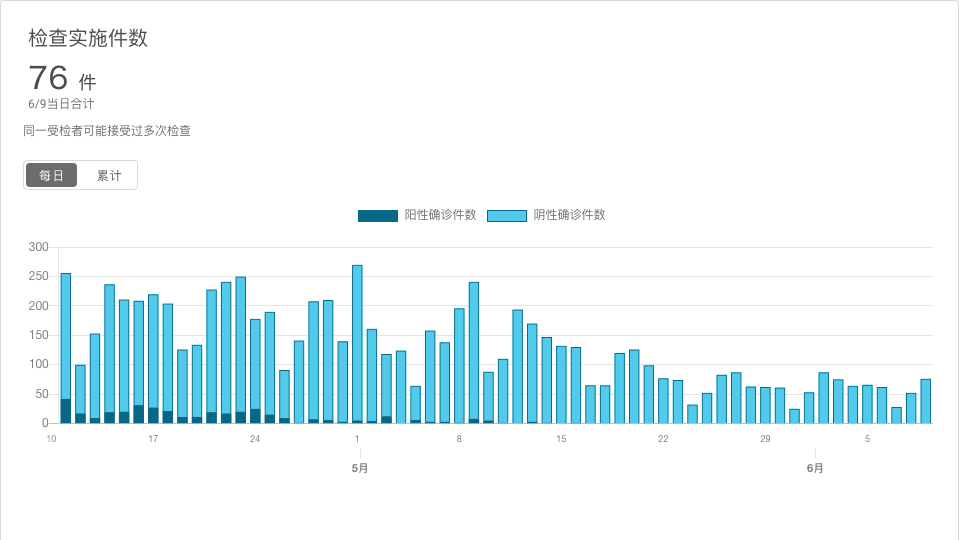 检查实施件数
76 件
6/9当日合计
同一受检者可能接受过多次检查
每日 累计
阳性确诊件数 阴性确诊件数
300
250
200
150
100
50
0
10 17 24 1 8 15 22 29 5
5月 6月